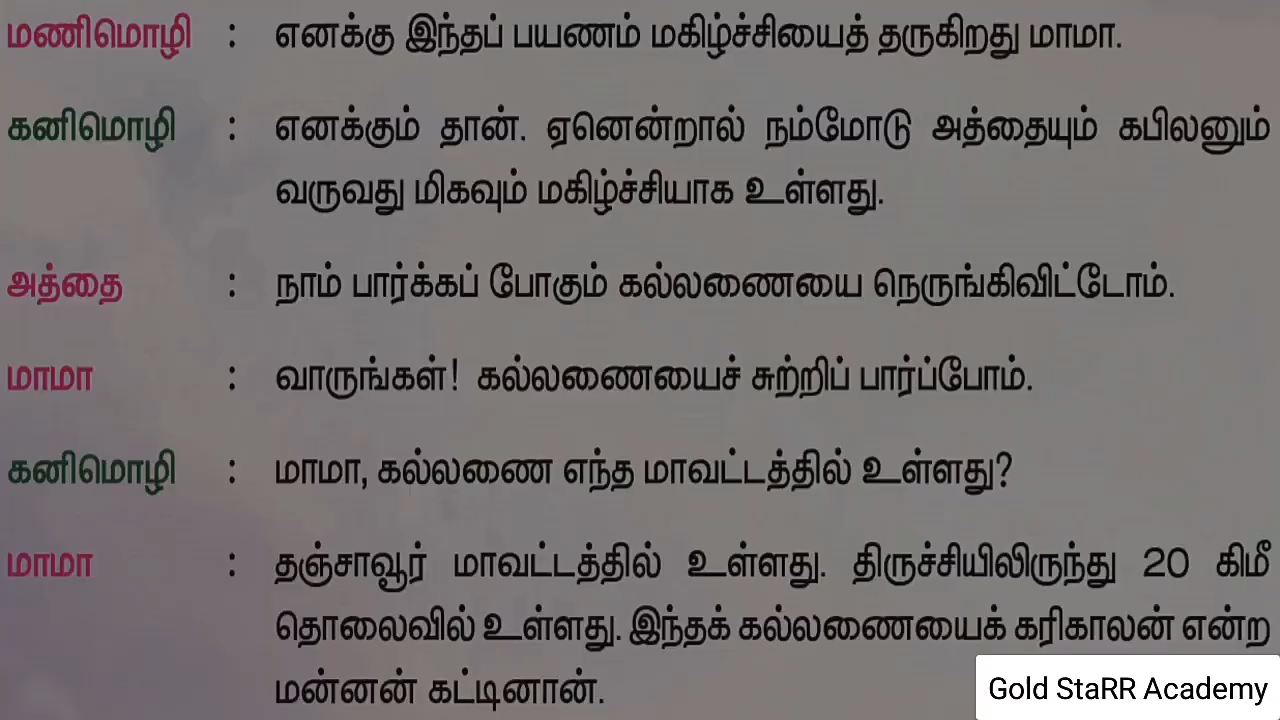 மணிமொழி : எனக்கு இந்தப் பயணம் மகிழ்ச்சியைத் தருகிறது மாமா.
கனிமொழி : எனக்கும் தான். ஏனென்றால் நம்மோடு அத்தையும் கபிலனும்
வருவது மிகவும் மகிழ்ச்சியாக உள்ளது.
அத்தை : நாம் பார்க்கப் போகும் கல்லணையை நெருங்கிவிட்டோம்.
மாமா : வாருங்கள்! கல்லணையைச் சுற்றிப் பார்ப்போம்.
கனிமொழி : மாமா, கல்லணை எந்த மாவட்டத்தில் உள்ளது?
மாமா : தஞ்சாவூர் மாவட்டத்தில் உள்ளது. திருச்சியிலிருந்து 20 கிமீ
தொலைவில் உள்ளது. இந்தக் கல்லணையைக் கரிகாலன் என்ற
மன்னன் கட்டினான்.
Gold StaRR Academy